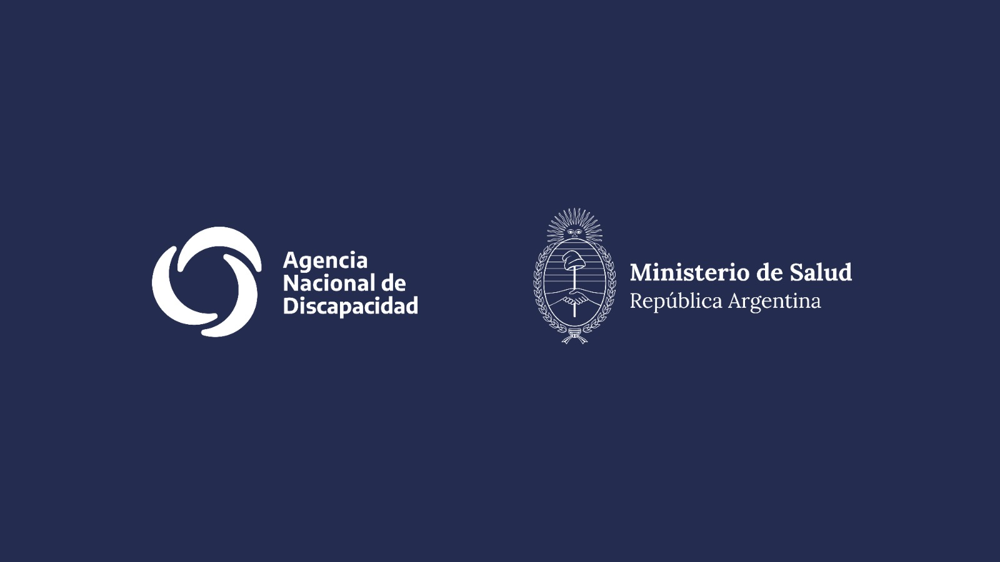 Agencia
Nacional de
Discapacidad
Ministerio de Salud
República Argentina